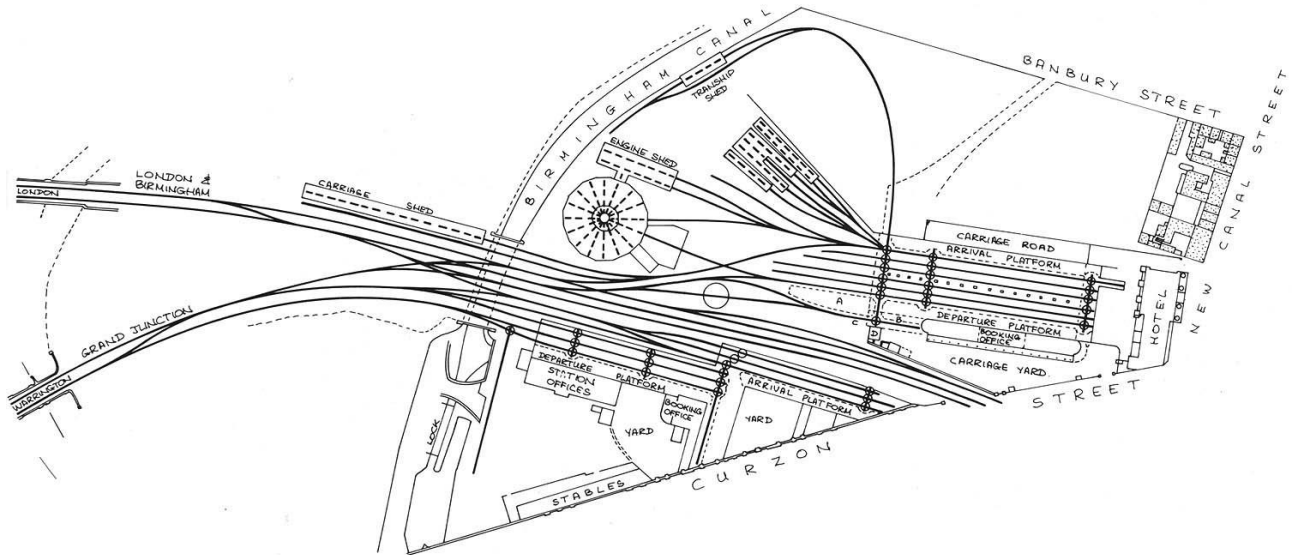 BIRMINGHAM CANAL
BANBURY STREET
NEW CANAL STREET
TRANSHIP
SHED
ENGINE SHED
LONDON &
BIRMINGHAM
LONDON
CARRIAGE SHED
CARRIAGE ROAD
ARRIVAL PLATFORM
A
DEPARTURE PLATFORM
C
B
D
BOOKING
OFFICE
HOTEL
CARRIAGE YARD
GRAND JUNCTION
WARRINGTON
DEPARTURE PLATFORM
STATION
OFFICES
ARRIVAL PLATFORM
BOOKING
OFFICE
YARD
YARD
LOCK
STABLES
CURZON STREET